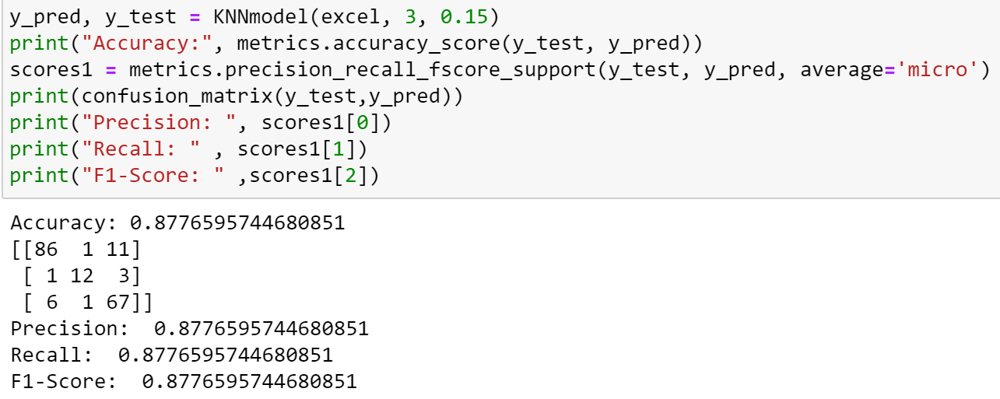 y_pred, y_test = KNNmodel(excel, 3, 0.15)
print("Accuracy:", metrics.accuracy_score(y_test, y_pred))
scores1 = metrics.precision_recall_fscore_support(y_test, y_pred, average='micro')
print(confusion_matrix(y_test,y_pred))
print("Precision: ", scores1[0])
print("Recall: " , scores1[1])
print("F1-Score: " ,scores1[2])
Accuracy: 0.8776595744680851
[[86  1 11]
 [ 1 12  3]
 [ 6  1 67]]
Precision:  0.8776595744680851
Recall:  0.8776595744680851
F1-Score:  0.8776595744680851